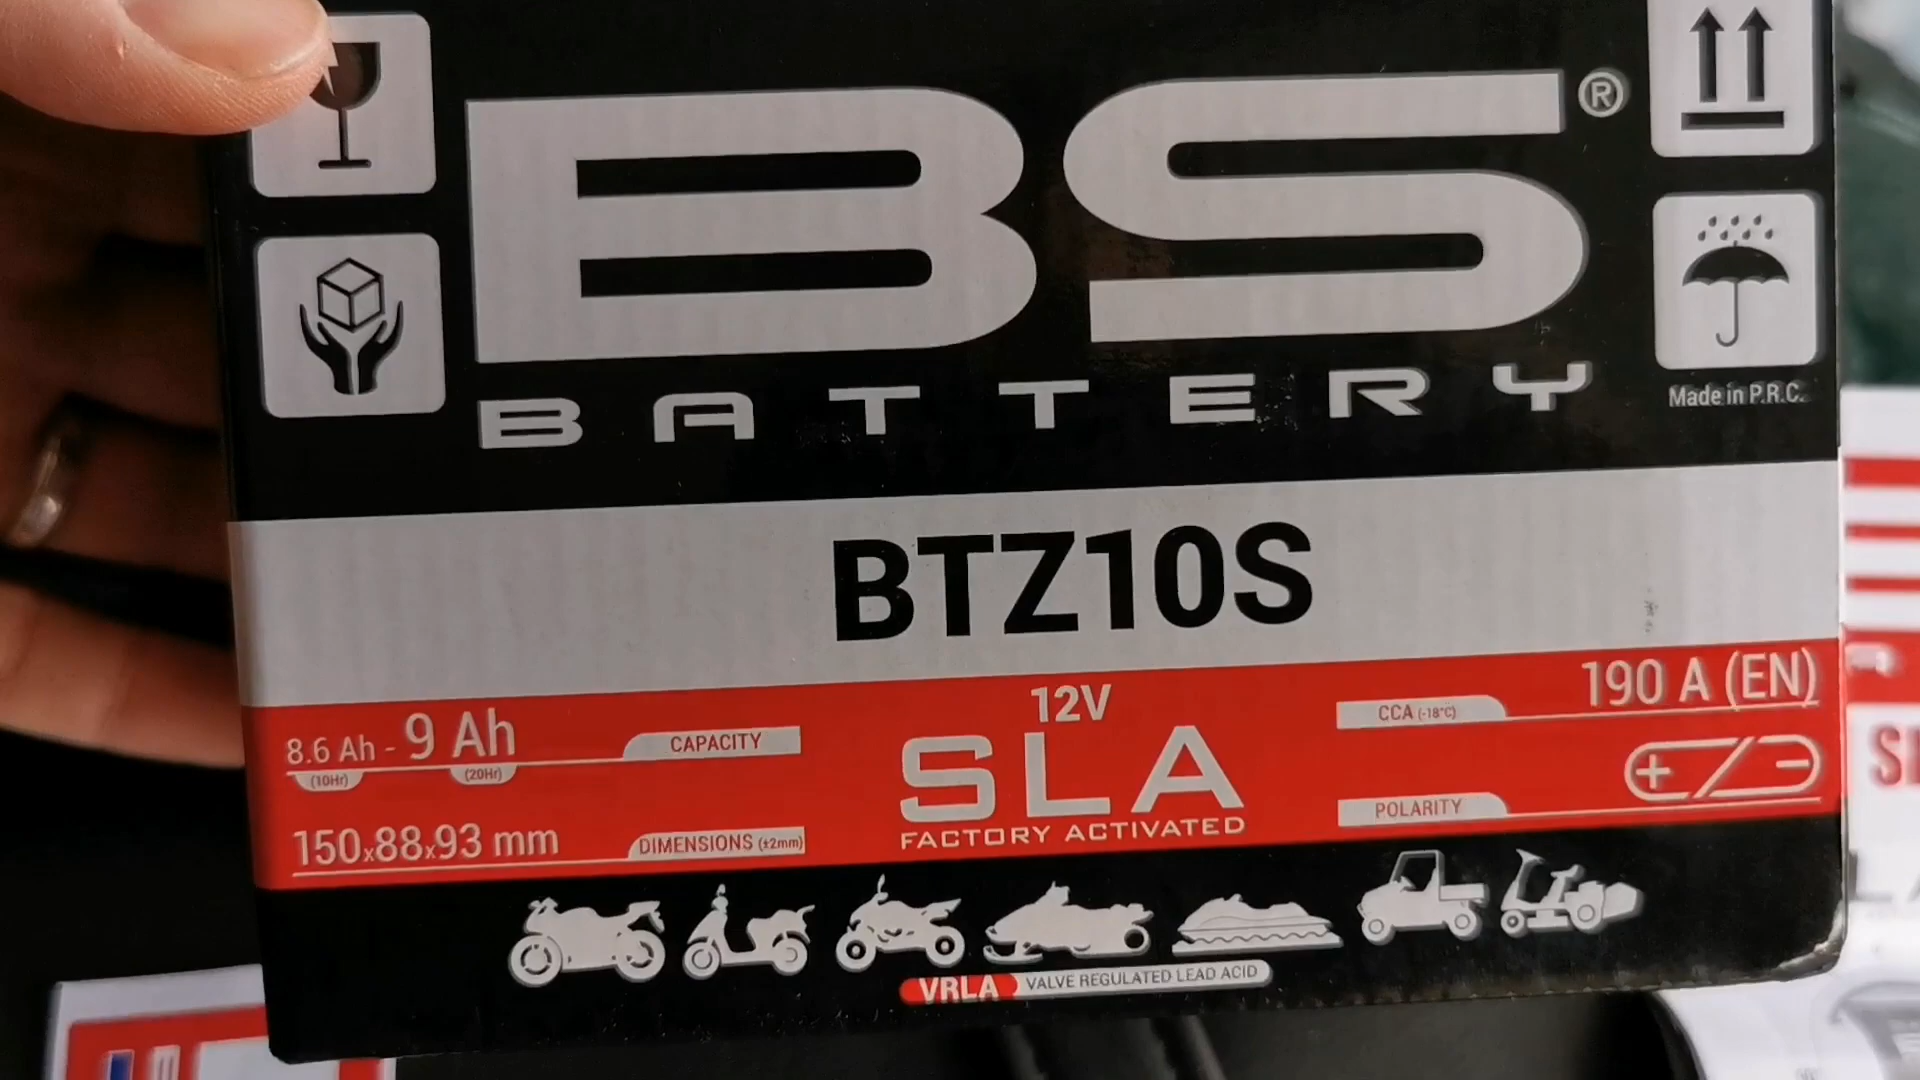 BS®
BATTERY
Made in P.R.C.
BTZ10S
8.6 Ah - 9 Ah
(10Hr) (20Hr)
CAPACITY
12V
SLA
FACTORY ACTIVATED
CCA (-18°C)
190 A (EN)
150x88x93 mm
DIMENSIONS (±2mm)
POLARITY
+ / -
VRLA VALVE REGULATED LEAD ACID